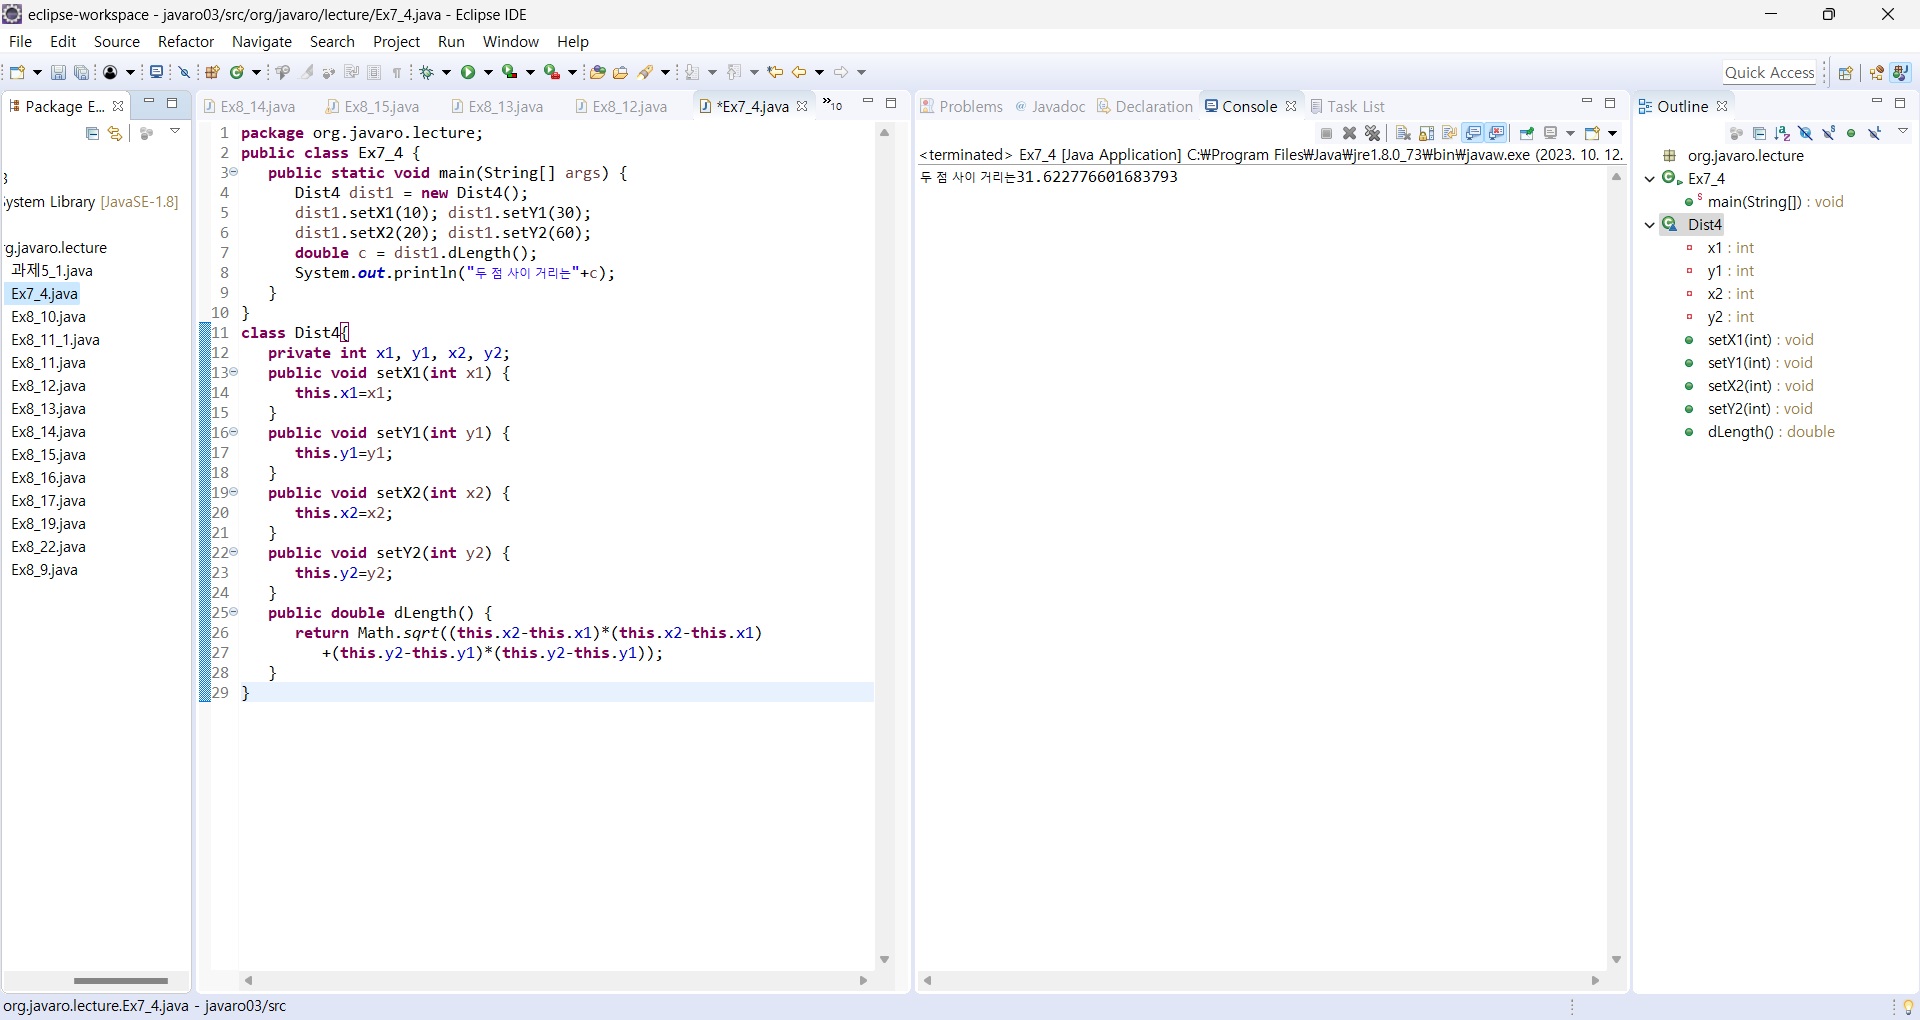 eclipse-workspace - javaro03/src/org/javaro/lecture/Ex7_4.java - Eclipse IDE
File Edit Source Refactor Navigate Search Project Run Window Help
Quick Access
Package E...
3
ystem Library [JavaSE-1.8]
g.javaro.lecture
과제5_1.java
Ex7_4.java
Ex8_10.java
Ex8_11_1.java
Ex8_11.java
Ex8_12.java
Ex8_13.java
Ex8_14.java
Ex8_15.java
Ex8_16.java
Ex8_17.java
Ex8_19.java
Ex8_22.java
Ex8_9.java
Ex8_14.java Ex8_15.java Ex8_13.java Ex8_12.java *Ex7_4.java »10
1 package org.javaro.lecture;
2 public class Ex7_4 {
3 public static void main(String[] args) {
4 Dist4 dist1 = new Dist4();
5 dist1.setX1(10); dist1.setY1(30);
6 dist1.setX2(20); dist1.setY2(60);
7 double c = dist1.dLength();
8 System.out.println("두 점 사이 거리는"+c);
9 }
10 }
11 class Dist4{
12 private int x1, y1, x2, y2;
13 public void setX1(int x1) {
14 this.x1=x1;
15 }
16 public void setY1(int y1) {
17 this.y1=y1;
18 }
19 public void setX2(int x2) {
20 this.x2=x2;
21 }
22 public void setY2(int y2) {
23 this.y2=y2;
24 }
25 public double dLength() {
26 return Math.sqrt((this.x2-this.x1)*(this.x2-this.x1)
27 +(this.y2-this.y1)*(this.y2-this.y1));
28 }
29 }
Problems @ Javadoc Declaration Console Task List
<terminated> Ex7_4 [Java Application] C:₩Program Files₩Java₩jre1.8.0_73₩bin₩javaw.exe (2023. 10. 12.
두 점 사이 거리는31.622776601683793
Outline
org.javaro.lecture
Ex7_4
main(String[]) : void
Dist4
x1 : int
y1 : int
x2 : int
y2 : int
setX1(int) : void
setY1(int) : void
setX2(int) : void
setY2(int) : void
dLength() : double
org.javaro.lecture.Ex7_4.java - javaro03/src